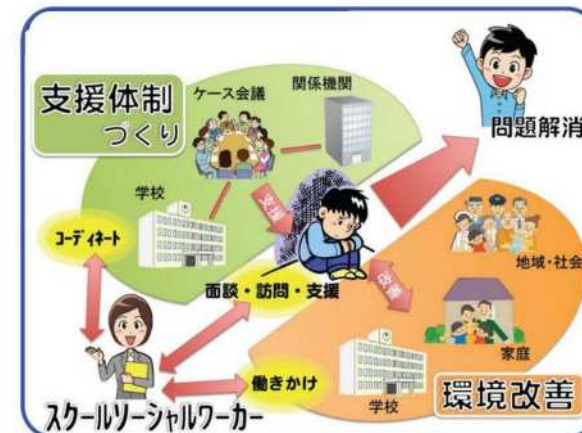 支援体制
づくり
ケース会議
関係機関
学校
支援
問題解消
コーディネート
面談・訪問・支援
改善
地域・社会
家庭
働きかけ
学校
環境改善
スクールソーシャルワーカー